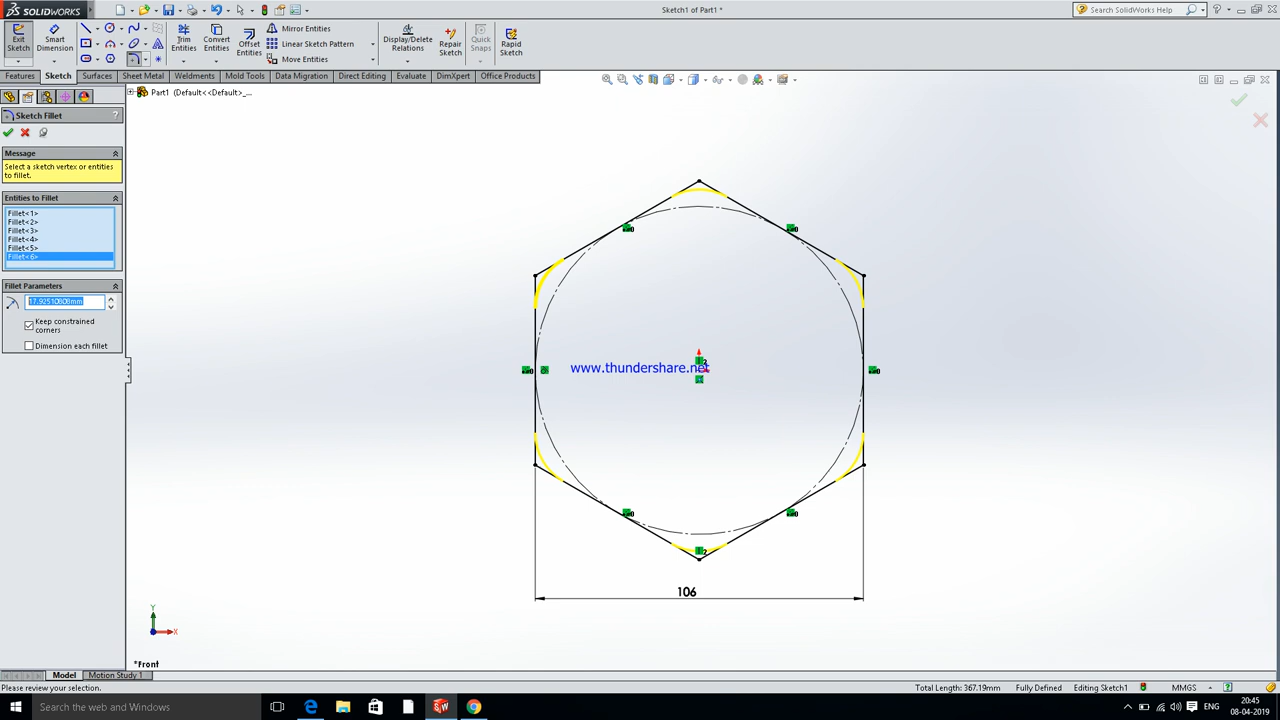 SOLIDWORKS
Sketch1 of Part1 *
Search SolidWorks Help
Exit Sketch
Smart Dimension
Trim Entities
Convert Entities
Offset Entities
Mirror Entities
Linear Sketch Pattern
Move Entities
Display/Delete Relations
Repair Sketch
Quick Snaps
Rapid Sketch
Features
Sketch
Surfaces
Sheet Metal
Weldments
Mold Tools
Data Migration
Direct Editing
Evaluate
DimXpert
Office Products
Part1 (Default<<Default>_...
Sketch Fillet
?
Message
Select a sketch vertex or entities
to fillet.
Entities to Fillet
Fillet<1>
Fillet<2>
Fillet<3>
Fillet<4>
Fillet<5>
Fillet<6>
Fillet Parameters
17.92510808mm
Keep constrained
corners
Dimension each fillet
www.thundershare.net
2
2
106
Y
X
*Front
Model
Motion Study 1
Please review your selection.
Total Length: 367.19mm
Fully Defined
Editing Sketch1
MMGS
Search the web and Windows
ENG
20:45
08-04-2019